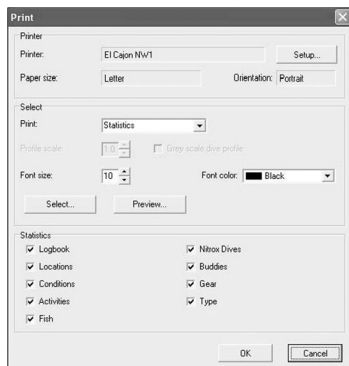 Print
Printer
Printer: El Cajon NW1 Setup...
Paper size: Letter Orientation: Portrait
Select
Print: Statistics
Profile scale: 1.0 Grey scale dive profile
Font size: 10 Font color: Black
Select... Preview...
Statistics
Logbook Nitrox Dives
Locations Buddies
Conditions Gear
Activities Type
Fish
OK Cancel